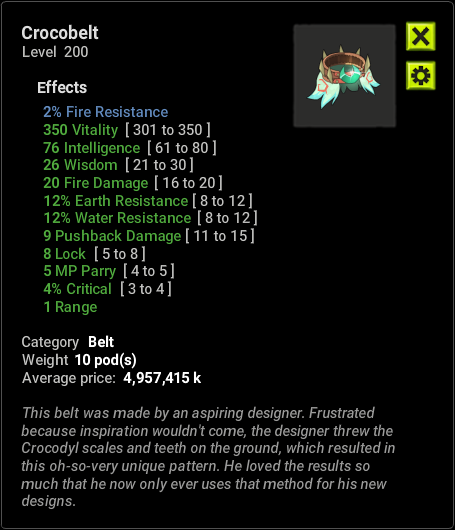 Crocobelt
Level 200
Effects
2% Fire Resistance
350 Vitality [ 301 to 350 ]
76 Intelligence [ 61 to 80 ]
26 Wisdom [ 21 to 30 ]
20 Fire Damage [ 16 to 20 ]
12% Earth Resistance [ 8 to 12 ]
12% Water Resistance [ 8 to 12 ]
9 Pushback Damage [ 11 to 15 ]
8 Lock [ 5 to 8 ]
5 MP Parry [ 4 to 5 ]
4% Critical [ 3 to 4 ]
1 Range
Category Belt
Weight 10 pod(s)
Average price: 4,957,415 k
This belt was made by an aspiring designer. Frustrated
because inspiration wouldn't come, the designer threw the
Crocodyl scales and teeth on the ground, which resulted in
this oh-so-very unique pattern. He loved the results so
much that he now only ever uses that method for his new
designs.